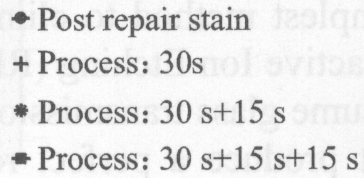 Post repair stain
+ Process: 30s
* Process: 30 s+15 s
Process: 30 s+15 s+15 s